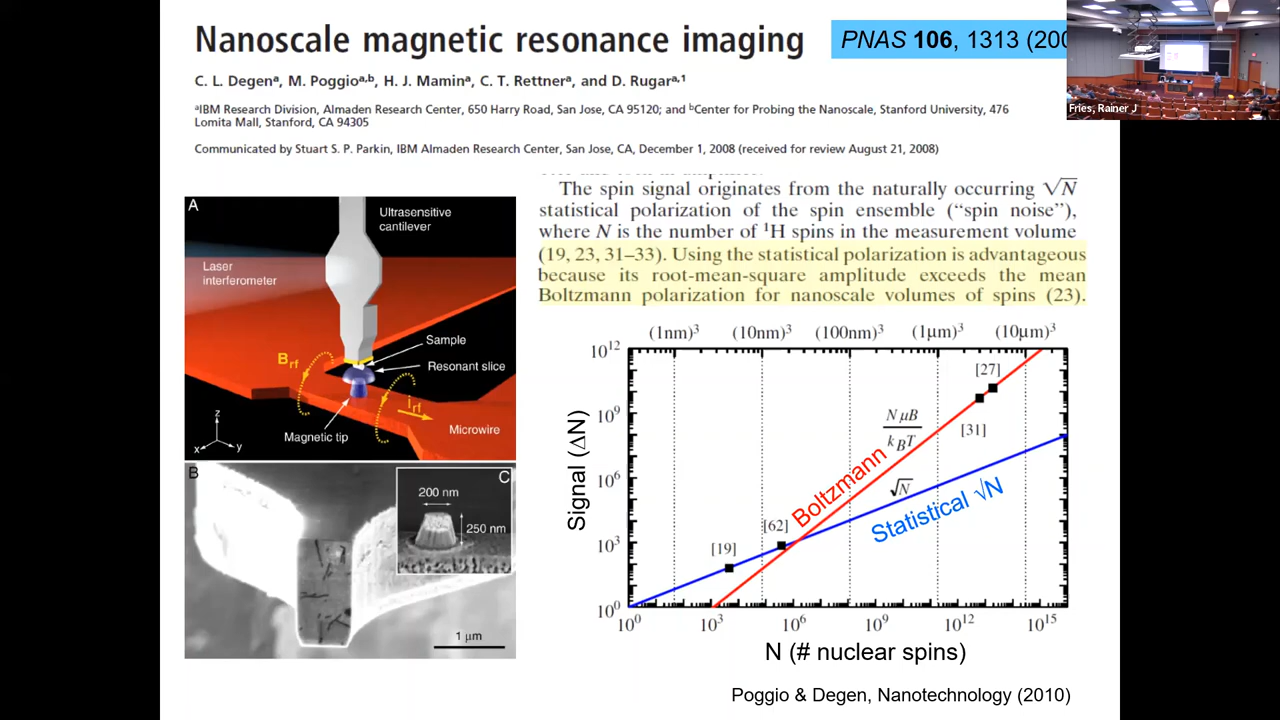 Nanoscale magnetic resonance imaging
PNAS 106, 1313 (200
Fries, Rainer J
C. L. Degenᵃ, M. Poggioᵃ,ᵇ, H. J. Maminᵃ, C. T. Rettnerᵃ, and D. Rugarᵃ,¹
ᵃIBM Research Division, Almaden Research Center, 650 Harry Road, San Jose, CA 95120; and ᵇCenter for Probing the Nanoscale, Stanford University, 476
Lomita Mall, Stanford, CA 94305
Communicated by Stuart S. P. Parkin, IBM Almaden Research Center, San Jose, CA, December 1, 2008 (received for review August 21, 2008)
The spin signal originates from the naturally occurring √N
statistical polarization of the spin ensemble (“spin noise”),
where N is the number of ¹H spins in the measurement volume
(19, 23, 31–33). Using the statistical polarization is advantageous
because its root-mean-square amplitude exceeds the mean
Boltzmann polarization for nanoscale volumes of spins (23).
A
Ultrasensitive
cantilever
Laser
interferometer
Sample
Resonant slice
Brf
irf
Magnetic tip
Microwire
z
x
y
B
C
200 nm
250 nm
1 μm
(1nm)³ (10nm)³ (100nm)³ (1μm)³ (10μm)³
10¹²
10⁹
10⁶
10³
10⁰
Signal (ΔN)
[27]
[31]
NμB
kBT
Boltzmann
√N
Statistical √N
[62]
[19]
10⁰ 10³ 10⁶ 10⁹ 10¹² 10¹⁵
N (# nuclear spins)
Poggio & Degen, Nanotechnology (2010)